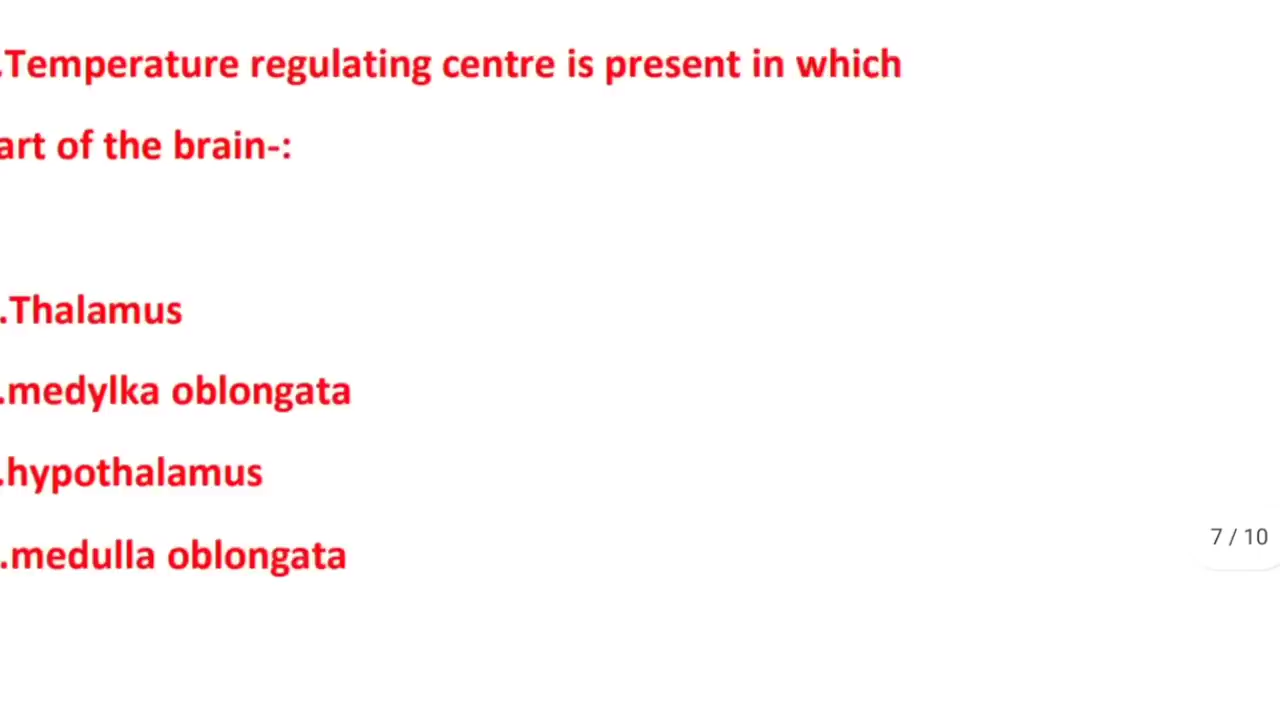 .Temperature regulating centre is present in which
art of the brain-:
.Thalamus
.medylka oblongata
.hypothalamus
.medulla oblongata
7 / 10